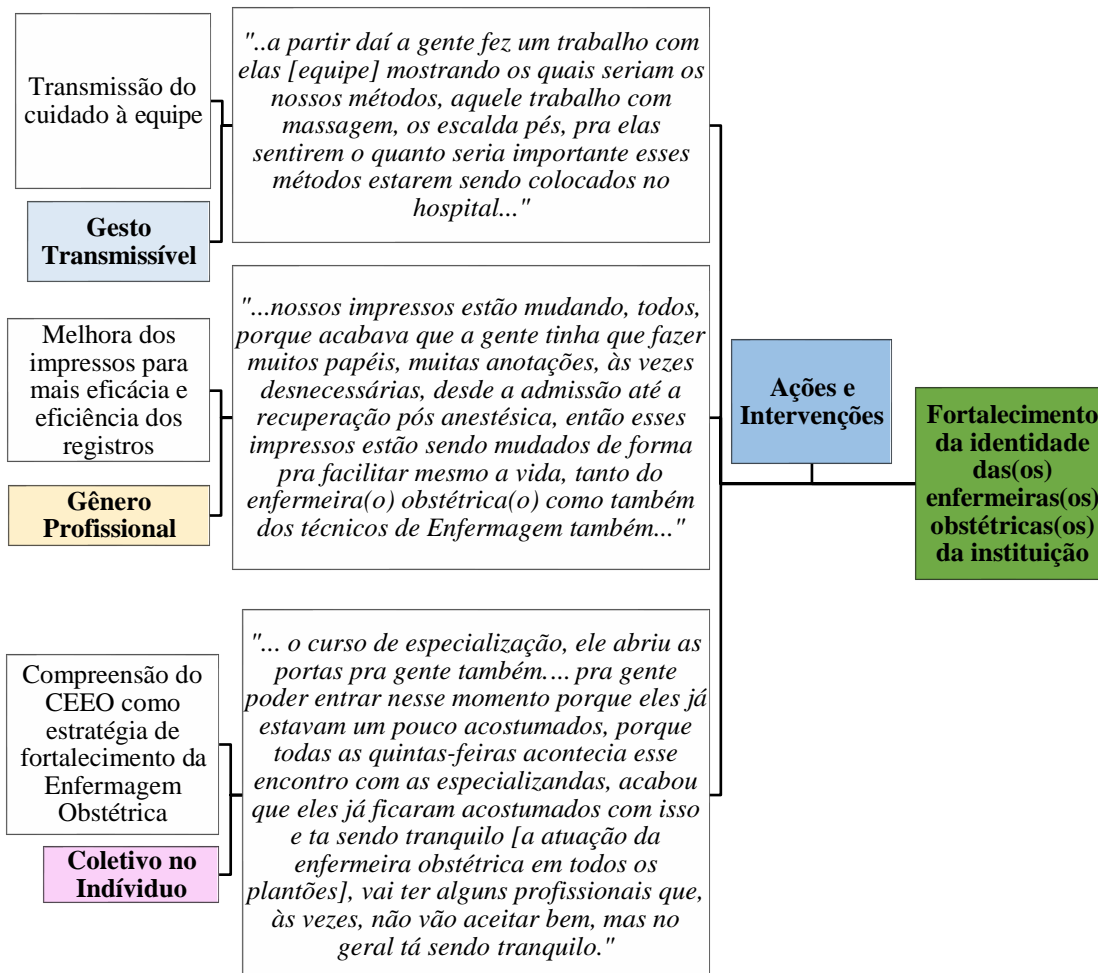 Transmissão do
cuidado à equipe
Gesto
Transmissível
"..a partir daí a gente fez um trabalho com
elas [equipe] mostrando os quais seriam os
nossos métodos, aquele trabalho com
massagem, os escalda pés, pra elas
sentirem o quanto seria importante esses
métodos estarem sendo colocados no
hospital..."
Melhora dos
impressos para
mais eficácia e
eficiência dos
registros
Gênero
Profissional
"...nossos impressos estão mudando, todos,
porque acabava que a gente tinha que fazer
muitos papéis, muitas anotações, às vezes
desnecessárias, desde a admissão até a
recuperação pós anestésica, então esses
impressos estão sendo mudados de forma
pra facilitar mesmo a vida, tanto do
enfermeira(o) obstétrica(o) como também
dos técnicos de Enfermagem também..."
Compreensão do
CEEO como
estratégia de
fortalecimento da
Enfermagem
Obstétrica
Coletivo no
Indíviduo
"... o curso de especialização, ele abriu as
portas pra gente também.... pra gente
poder entrar nesse momento porque eles já
estavam um pouco acostumados, porque
todas as quintas-feiras acontecia esse
encontro com as especializandas, acabou
que eles já ficaram acostumados com isso
e ta sendo tranquilo [a atuação da
enfermeira obstétrica em todos os
plantões], vai ter alguns profissionais que,
às vezes, não vão aceitar bem, mas no
geral tá sendo tranquilo."
Ações e
Intervenções
Fortalecimento
da identidade
das(os)
enfermeiras(os)
obstétricas(os)
da instituição